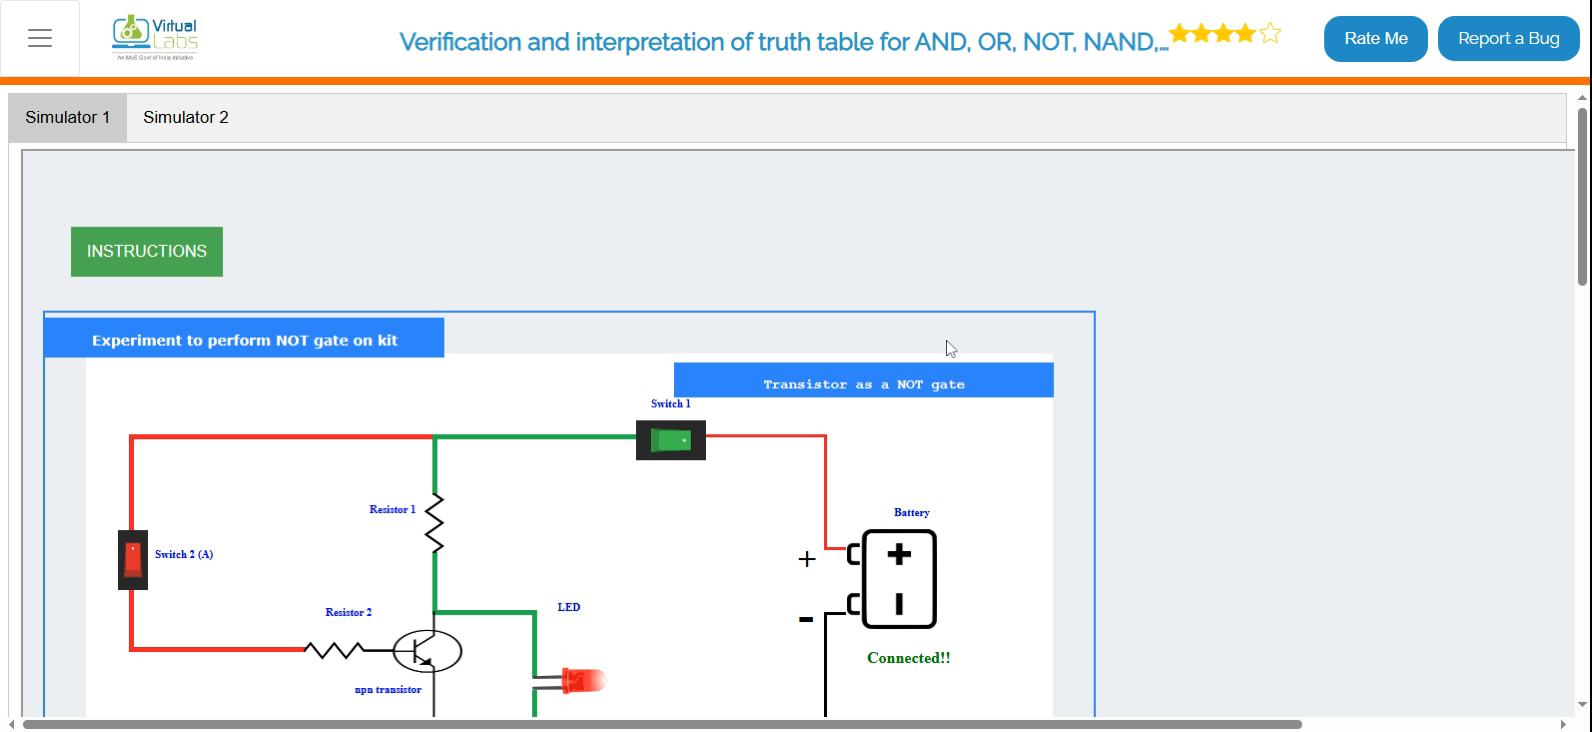 Virtual
Labs
An MoE Govt of India Initiative
Verification and interpretation of truth table for AND, OR, NOT, NAND,...
Rate Me
Report a Bug
Simulator 1
Simulator 2
INSTRUCTIONS
Experiment to perform NOT gate on kit
Transistor as a NOT gate
Switch 1
Resistor 1
Battery
Switch 2 (A)
+
-
Resistor 2
LED
Connected!!
npn transistor